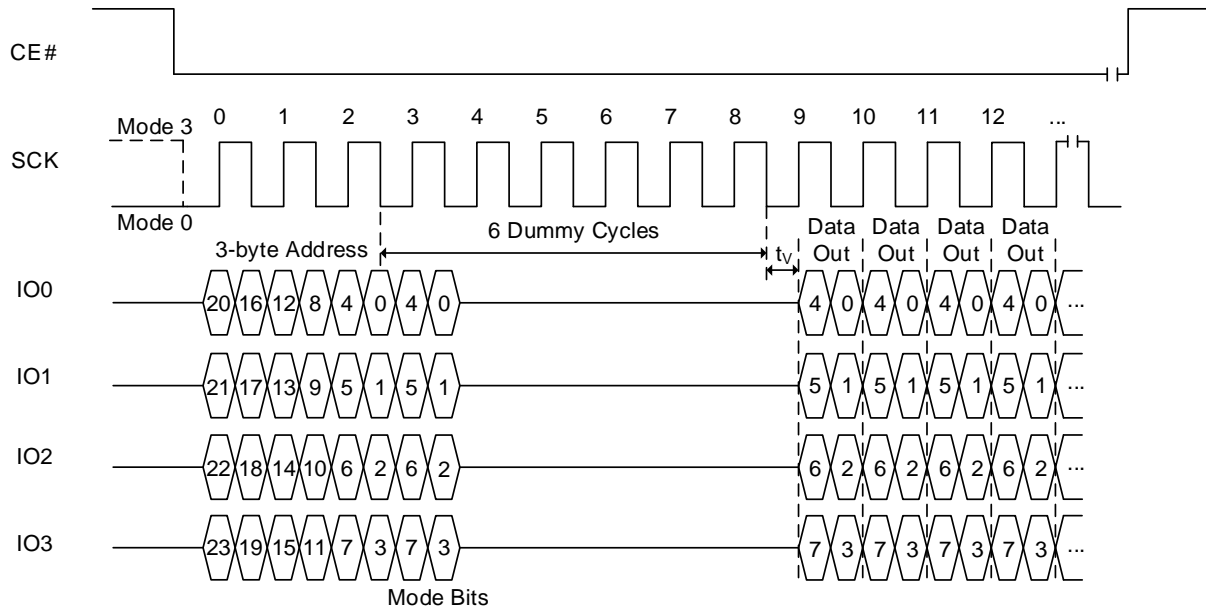 CE#
0 1 2 3 4 5 6 7 8 9 10 11 12 ...
Mode 3
SCK
Mode 0
6 Dummy Cycles
Data Data Data Data
3-byte Address
tV
Out Out Out Out
IO0
20 16 12 8 4 0 4 0 4 0 4 0 4 0 4 0 ...
IO1
21 17 13 9 5 1 5 1 5 1 5 1 5 1 5 1 ...
IO2
22 18 14 10 6 2 6 2 6 2 6 2 6 2 6 2 ...
IO3
23 19 15 11 7 3 7 3 7 3 7 3 7 3 7 3 ...
Mode Bits